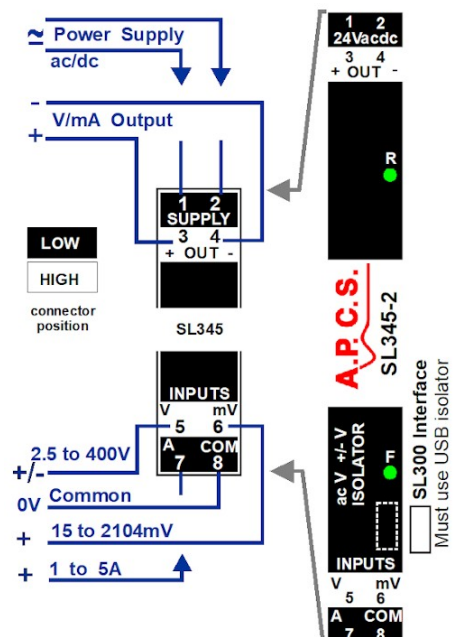 ≃ Power Supply
ac/dc
- V/mA Output
+
1 2
SUPPLY
3 4
+ OUT -
LOW
HIGH
connector
position
SL345
INPUTS
V mV
5 6
A COM
7 8
+/- 2.5 to 400V
0V Common
+ 15 to 2104mV
+ 1 to 5A
1 2
24Vacdc
3 4
+ OUT -
R
A.P.C.S.
SL345-2
ac V +/- V
ISOLATOR
F
SL300 Interface
Must use USB isolator
INPUTS
V mV
5 6
A COM
7 8